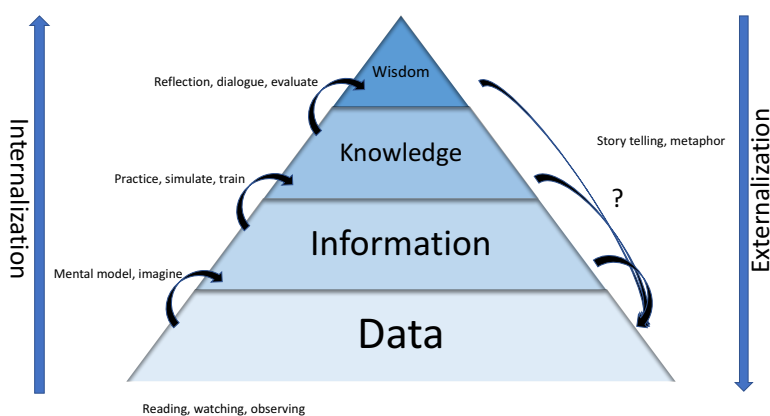 Wisdom
Reflection, dialogue, evaluate
Story telling, metaphor
Knowledge
Practice, simulate, train
?
Internalization
Externalization
Information
Mental model, imagine
Data
Reading, watching, observing